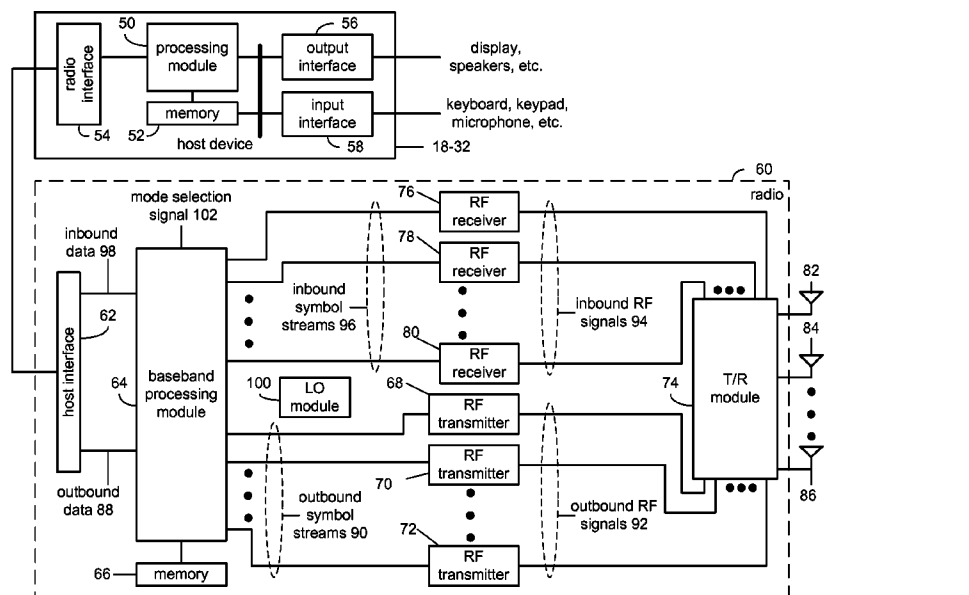 50
56
processing
module
output
interface
display,
speakers, etc.
radio
interface
memory
input
interface
keyboard, keypad,
microphone, etc.
54
52
host device
58
18-32
60
radio
mode selection
signal 102
76
RF
receiver
inbound
data 98
78
RF
receiver
82
62
inbound
symbol
streams 96
inbound RF
signals 94
84
80
RF
receiver
host interface
64
baseband
processing
module
100
LO
module
68
RF
transmitter
74
T/R
module
RF
transmitter
70
86
outbound
data 88
outbound
symbol
streams 90
outbound RF
signals 92
72
RF
transmitter
66
memory